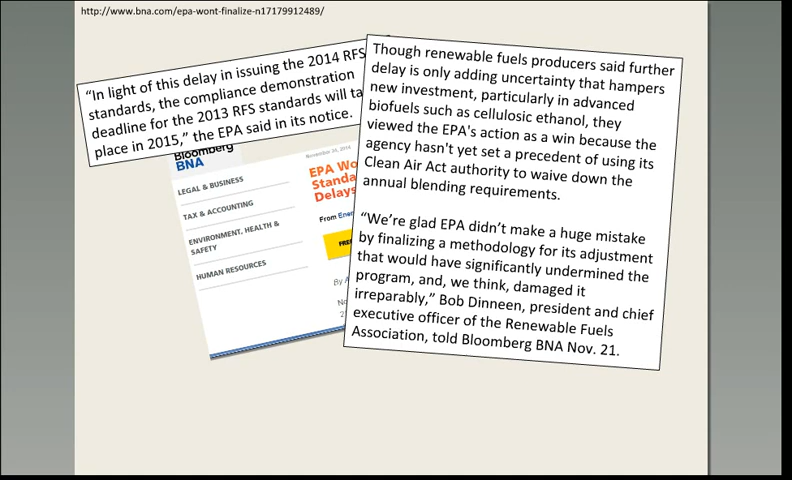 http://www.bna.com/epa-wont-finalize-n17179912489/
“In light of this delay in issuing the 2014 RFS
standards, the compliance demonstration
deadline for the 2013 RFS standards will
place in 2015,” the EPA said in its notice.
Though renewable fuels producers said further
delay is only adding uncertainty that hampers
new investment, particularly in advanced
biofuels such as cellulosic ethanol, they
viewed the EPA's action as a win because the
agency hasn't yet set a precedent of using its
Clean Air Act authority to waive down the
annual blending requirements.
“We’re glad EPA didn’t make a huge mistake
by finalizing a methodology for its adjustment
that would have significantly undermined the
program, and, we think, damaged it
irreparably,” Bob Dinneen, president and chief
executive officer of the Renewable Fuels
Association, told Bloomberg BNA Nov. 21.
Bloomberg
BNA
LEGAL & BUSINESS
TAX & ACCOUNTING
ENVIRONMENT, HEALTH &
SAFETY
HUMAN RESOURCES
EPA
Delays
From
By